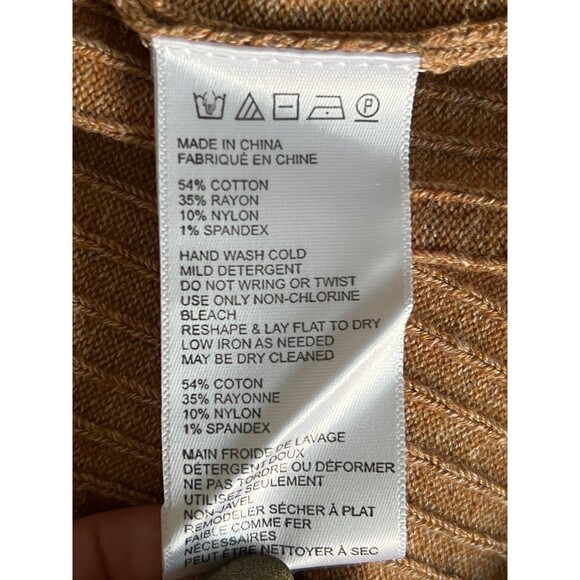 P
MADE IN CHINA
FABRIQUÉ EN CHINE
54% COTTON
35% RAYON
10% NYLON
1% SPANDEX
HAND WASH COLD
MILD DETERGENT
DO NOT WRING OR TWIST
USE ONLY NON-CHLORINE
BLEACH
RESHAPE & LAY FLAT TO DRY
LOW IRON AS NEEDED
MAY BE DRY CLEANED
54% COTON
35% RAYONNE
10% NYLON
1% SPANDEX
MAIN FROIDE DE LAVAGE
DÉTERGENT DOUX
NE PAS TORDRE OU DÉFORMER
UTILISEZ SEULEMENT
NON-JAVEL
REMODELER SÉCHER À PLAT
FAIBLE COMME FER
NÉCESSAIRES
PEUT ÊTRE NETTOYER À SEC